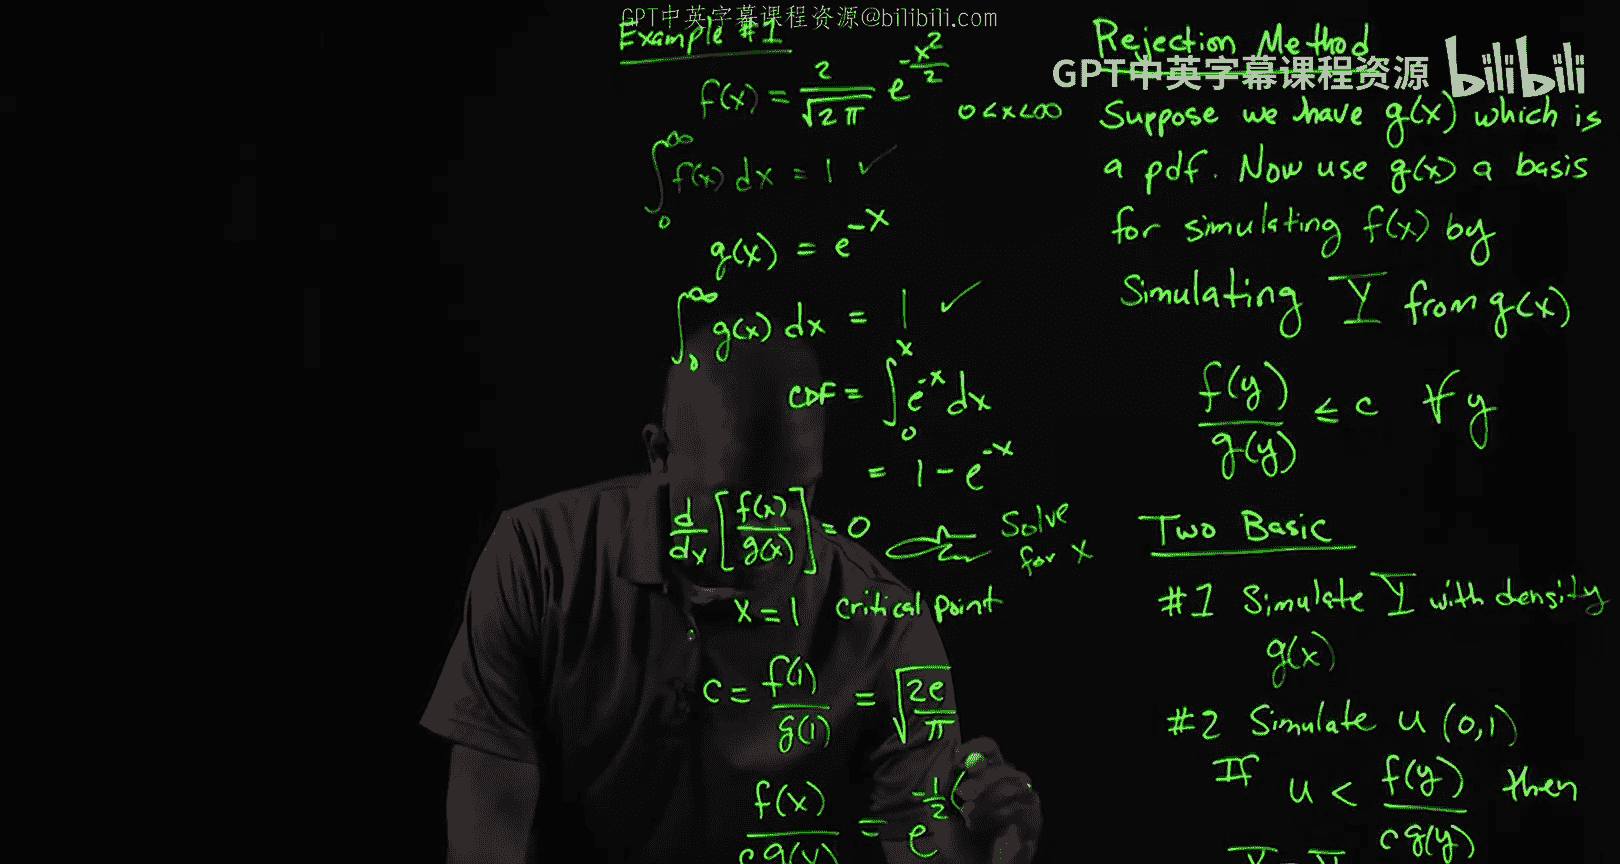 GPT中英字幕课程资源@bilibili.com
Example #1
f(x) = 2/√(2π) e^(-x²/2)  0<x<∞
∫₀^∞ f(x) dx = 1 ✓
g(x) = e^(-x)
∫₀^∞ g(x) dx = 1 ✓
CDF = ∫₀^x e^(-x) dx
= 1 - e^(-x)
d/dx [f(x)/g(x)] = 0  Solve for x
x = 1 critical point
c = f(1)/g(1) = √(2e/π)
f(x)/cg(x) = e^(-1/2(
Rejection Method
GPT中英字幕课程资源 bilibili
Suppose we have g(x) which is
a pdf. Now use g(x) a basis
for simulating f(x) by
Simulating Y from g(x)
f(y)/g(y) ≤ c ∀ y
Two Basic
#1 Simulate Y with density
g(x)
#2 Simulate u (0,1)
If u < f(y)/cg(y) then